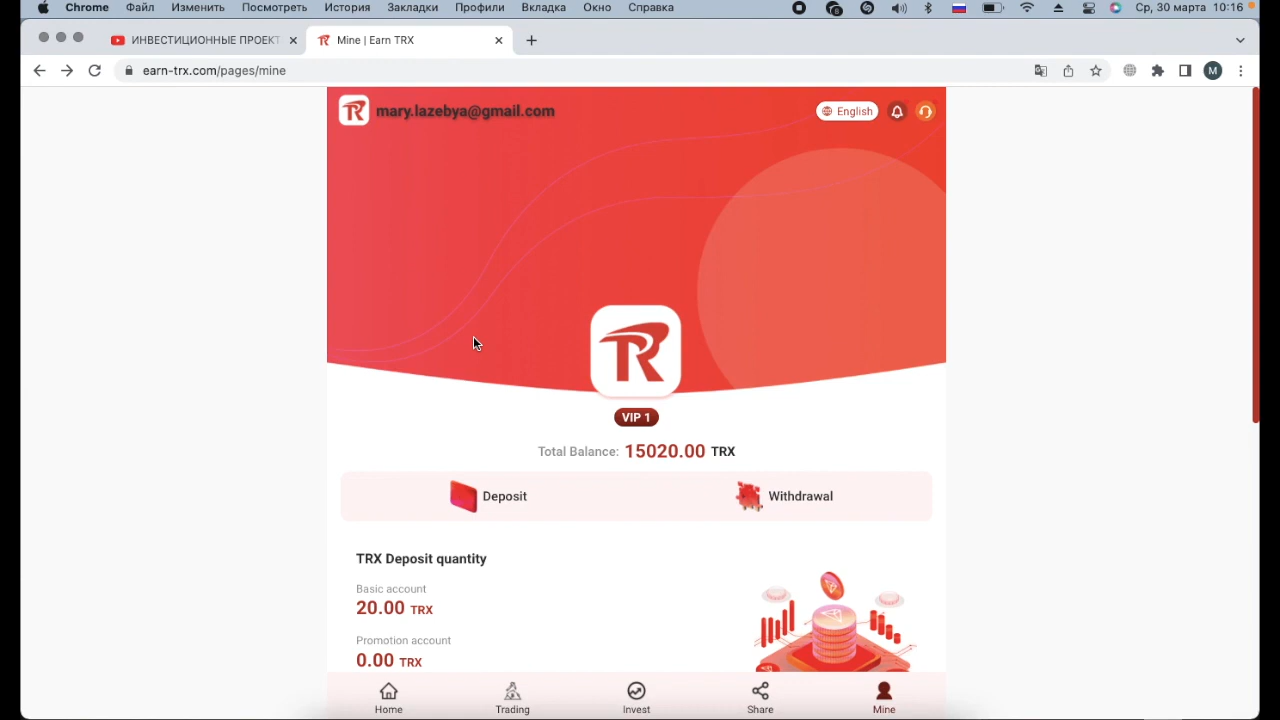 Chrome Файл Изменить Посмотреть История Закладки Профили Вкладка Окно Справка Ср, 30 марта 10:16
ИНВЕСТИЦИОННЫЕ ПРОЕКТ Mine | Earn TRX
earn-trx.com/pages/mine M
mary.lazebya@gmail.com English
VIP 1
Total Balance: 15020.00 TRX
Deposit Withdrawal
TRX Deposit quantity
Basic account
20.00 TRX
Promotion account
0.00 TRX
Home Trading Invest Share Mine